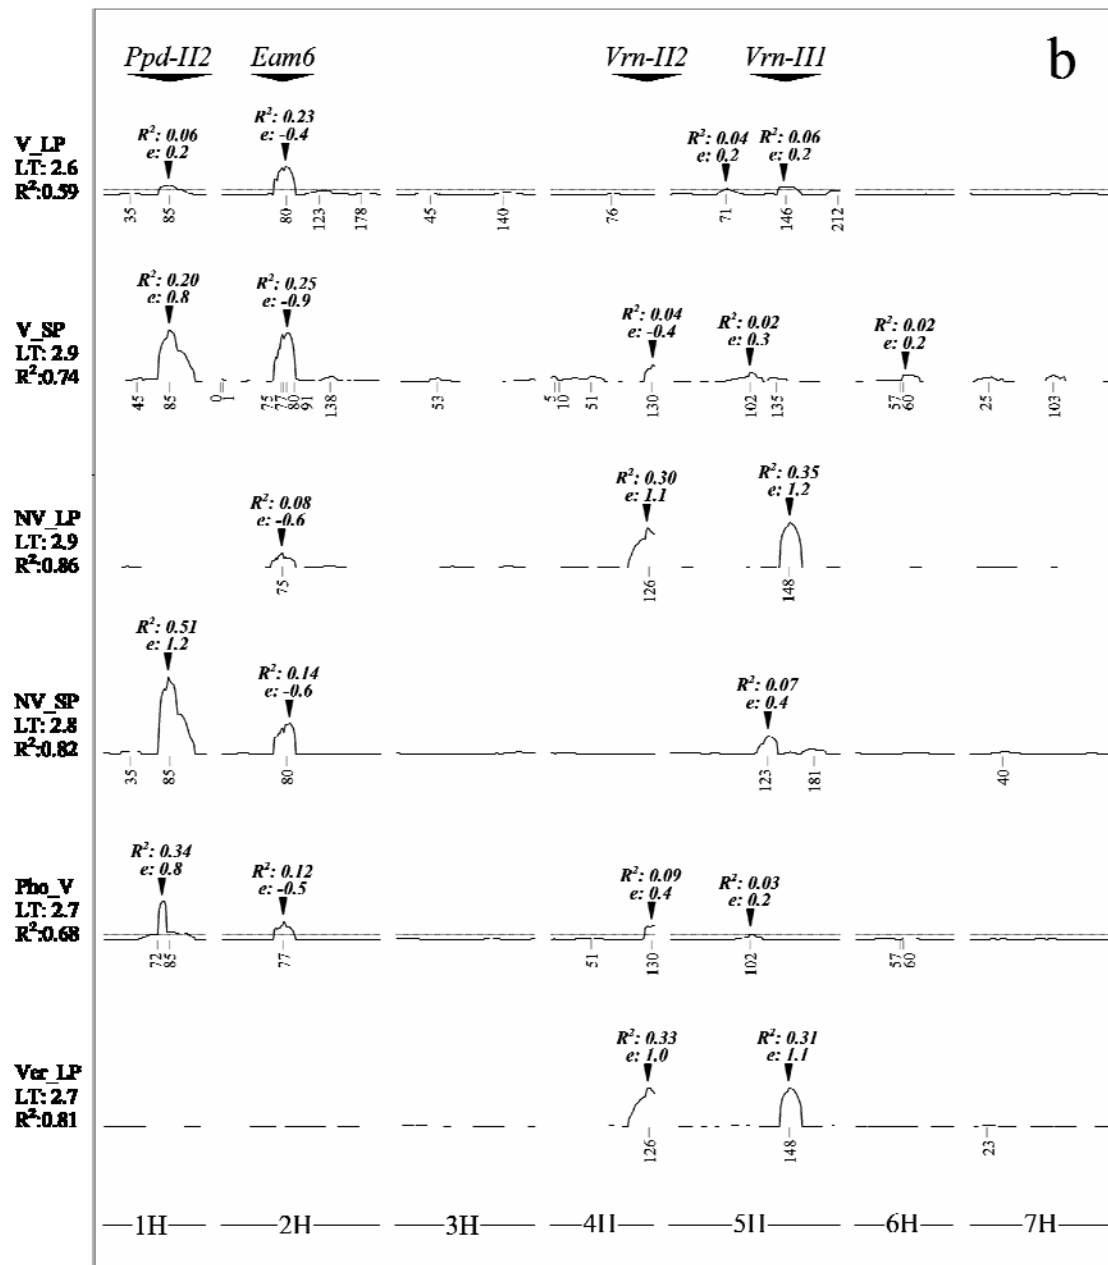 Ppd-II2 Eam6 Vrn-II2 Vrn-III b
V_LP
LT: 2.6
R²:0.59
R²: 0.06
e: 0.2
R²: 0.23
e: -0.4
R²: 0.04
e: 0.2
R²: 0.06
e: 0.2
35 85 80 123 178 45 140 76 71 146 212
V_SP
LT: 2.9
R²:0.74
R²: 0.20
e: 0.8
R²: 0.25
e: -0.9
R²: 0.04
e: -0.4
R²: 0.02
e: 0.3
R²: 0.02
e: 0.2
45 85 0 1 75 77 80 91 138 53 5 10 51 130 102 135 57 60 25 103
NV_LP
LT: 2.9
R²:0.86
R²: 0.08
e: -0.6
R²: 0.30
e: 1.1
R²: 0.35
e: 1.2
75 126 148
NV_SP
LT: 2.8
R²:0.82
R²: 0.51
e: 1.2
R²: 0.14
e: -0.6
R²: 0.07
e: 0.4
35 85 80 123 181 40
Pho_V
LT: 2.7
R²:0.68
R²: 0.34
e: 0.8
R²: 0.12
e: -0.5
R²: 0.09
e: 0.4
R²: 0.03
e: 0.2
72 85 77 51 130 102 57 60
Ver_LP
LT: 2.7
R²:0.81
R²: 0.33
e: 1.0
R²: 0.31
e: 1.1
126 148 23
1H 2H 3H 4II 5II 6H 7H